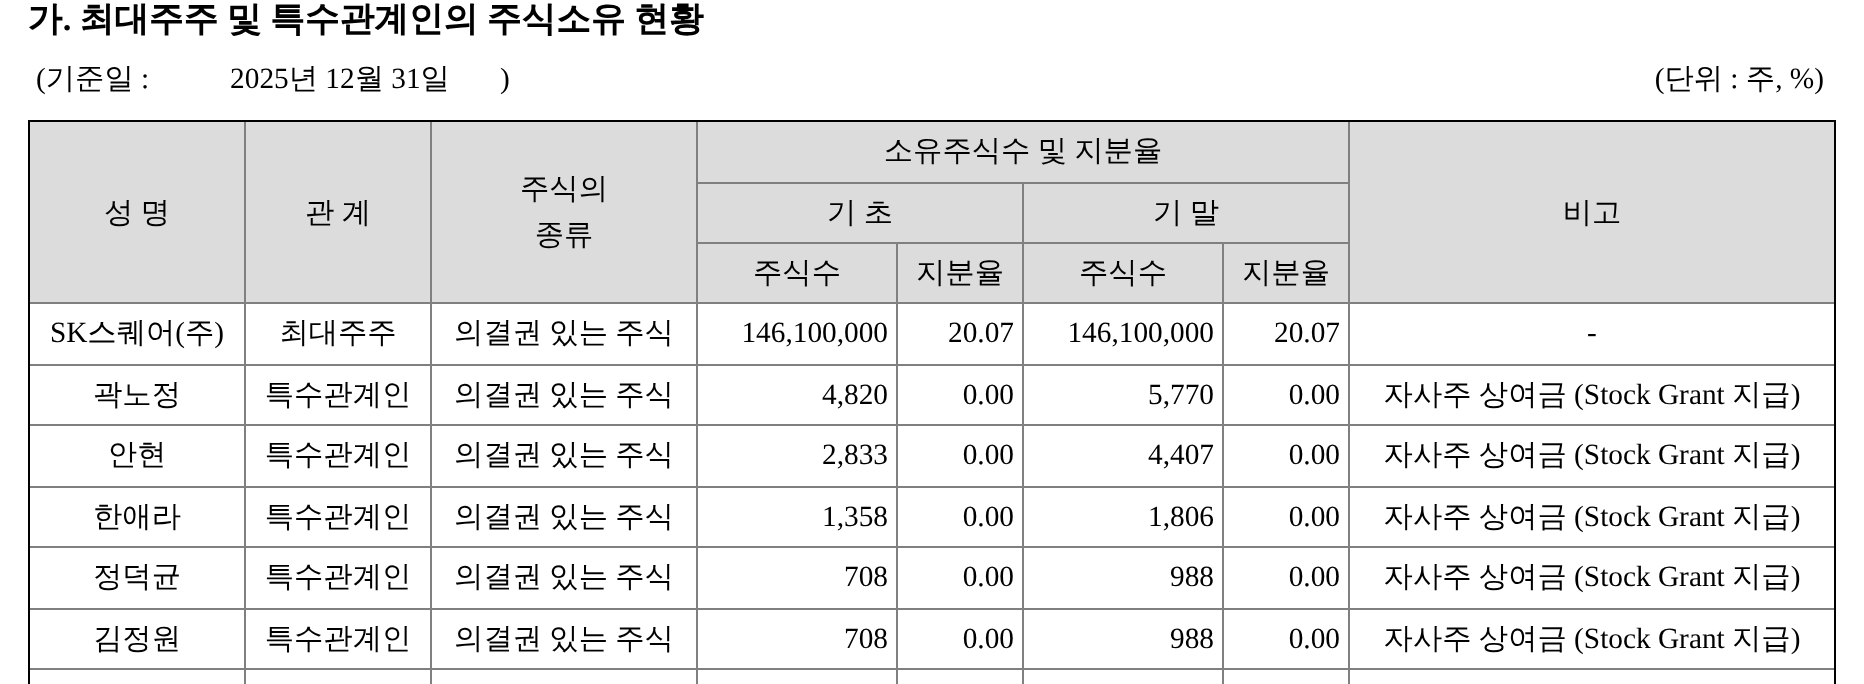 가. 최대주주 및 특수관계인의 주식소유 현황
(기준일 : 2025년 12월 31일 ) (단위 : 주, %)
성 명 관 계 주식의 종류 소유주식수 및 지분율 비고
기 초 기 말
주식수 지분율 주식수 지분율
SK스퀘어(주) 최대주주 의결권 있는 주식 146,100,000 20.07 146,100,000 20.07 -
곽노정 특수관계인 의결권 있는 주식 4,820 0.00 5,770 0.00 자사주 상여금 (Stock Grant 지급)
안현 특수관계인 의결권 있는 주식 2,833 0.00 4,407 0.00 자사주 상여금 (Stock Grant 지급)
한애라 특수관계인 의결권 있는 주식 1,358 0.00 1,806 0.00 자사주 상여금 (Stock Grant 지급)
정덕균 특수관계인 의결권 있는 주식 708 0.00 988 0.00 자사주 상여금 (Stock Grant 지급)
김정원 특수관계인 의결권 있는 주식 708 0.00 988 0.00 자사주 상여금 (Stock Grant 지급)